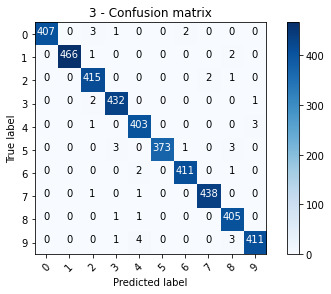 3 - Confusion matrix
0 407 0 3 1 0 0 2 0 0 0
1 0 466 1 0 0 0 0 0 2 0
2 0 0 415 0 0 0 0 2 1 0
3 0 0 2 432 0 0 0 0 0 1
4 0 0 1 0 403 0 0 0 0 3
5 0 0 0 3 0 373 1 0 3 0
6 0 0 0 0 2 0 411 0 1 0
7 0 0 1 0 1 0 0 438 0 0
8 0 0 0 1 1 0 0 0 405 0
9 0 0 0 1 4 0 0 0 3 411
0 1 2 3 4 5 6 7 8 9
True label
Predicted label
400
300
200
100
0